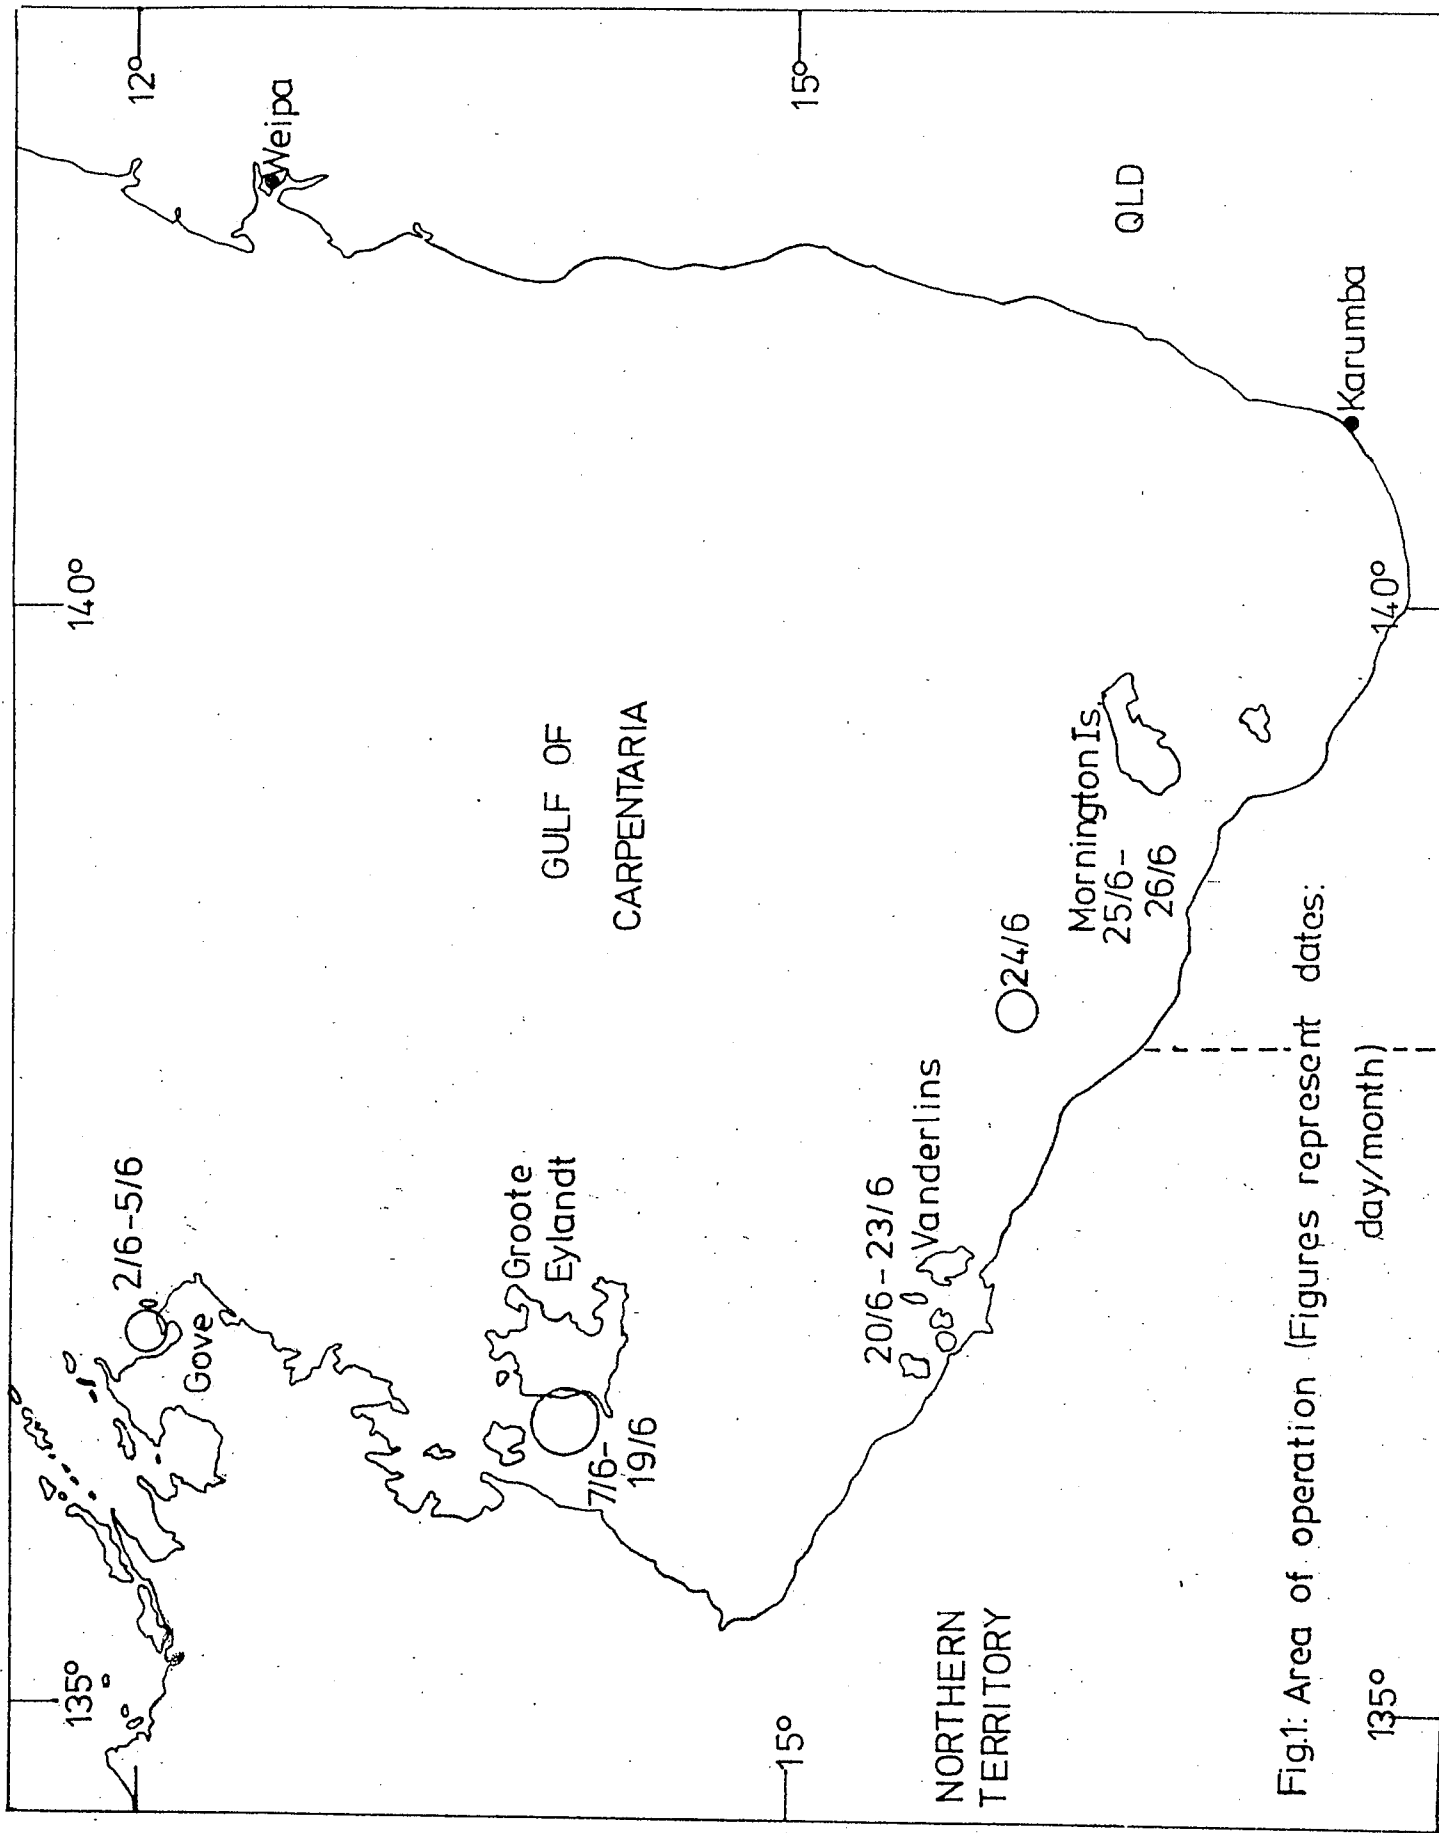 135°
140°
12°
2/6-5/6
Gove
Weipa
Groote
Eylandt
7/6-
19/6
GULF OF
CARPENTARIA
15°
15°
20/6-23/6
Vanderlins
24/6
NORTHERN
TERRITORY
Mornington Is.
25/6-
26/6
QLD
Karumba
135°
140°
Fig.1: Area of operation (Figures represent dates:
day/month)